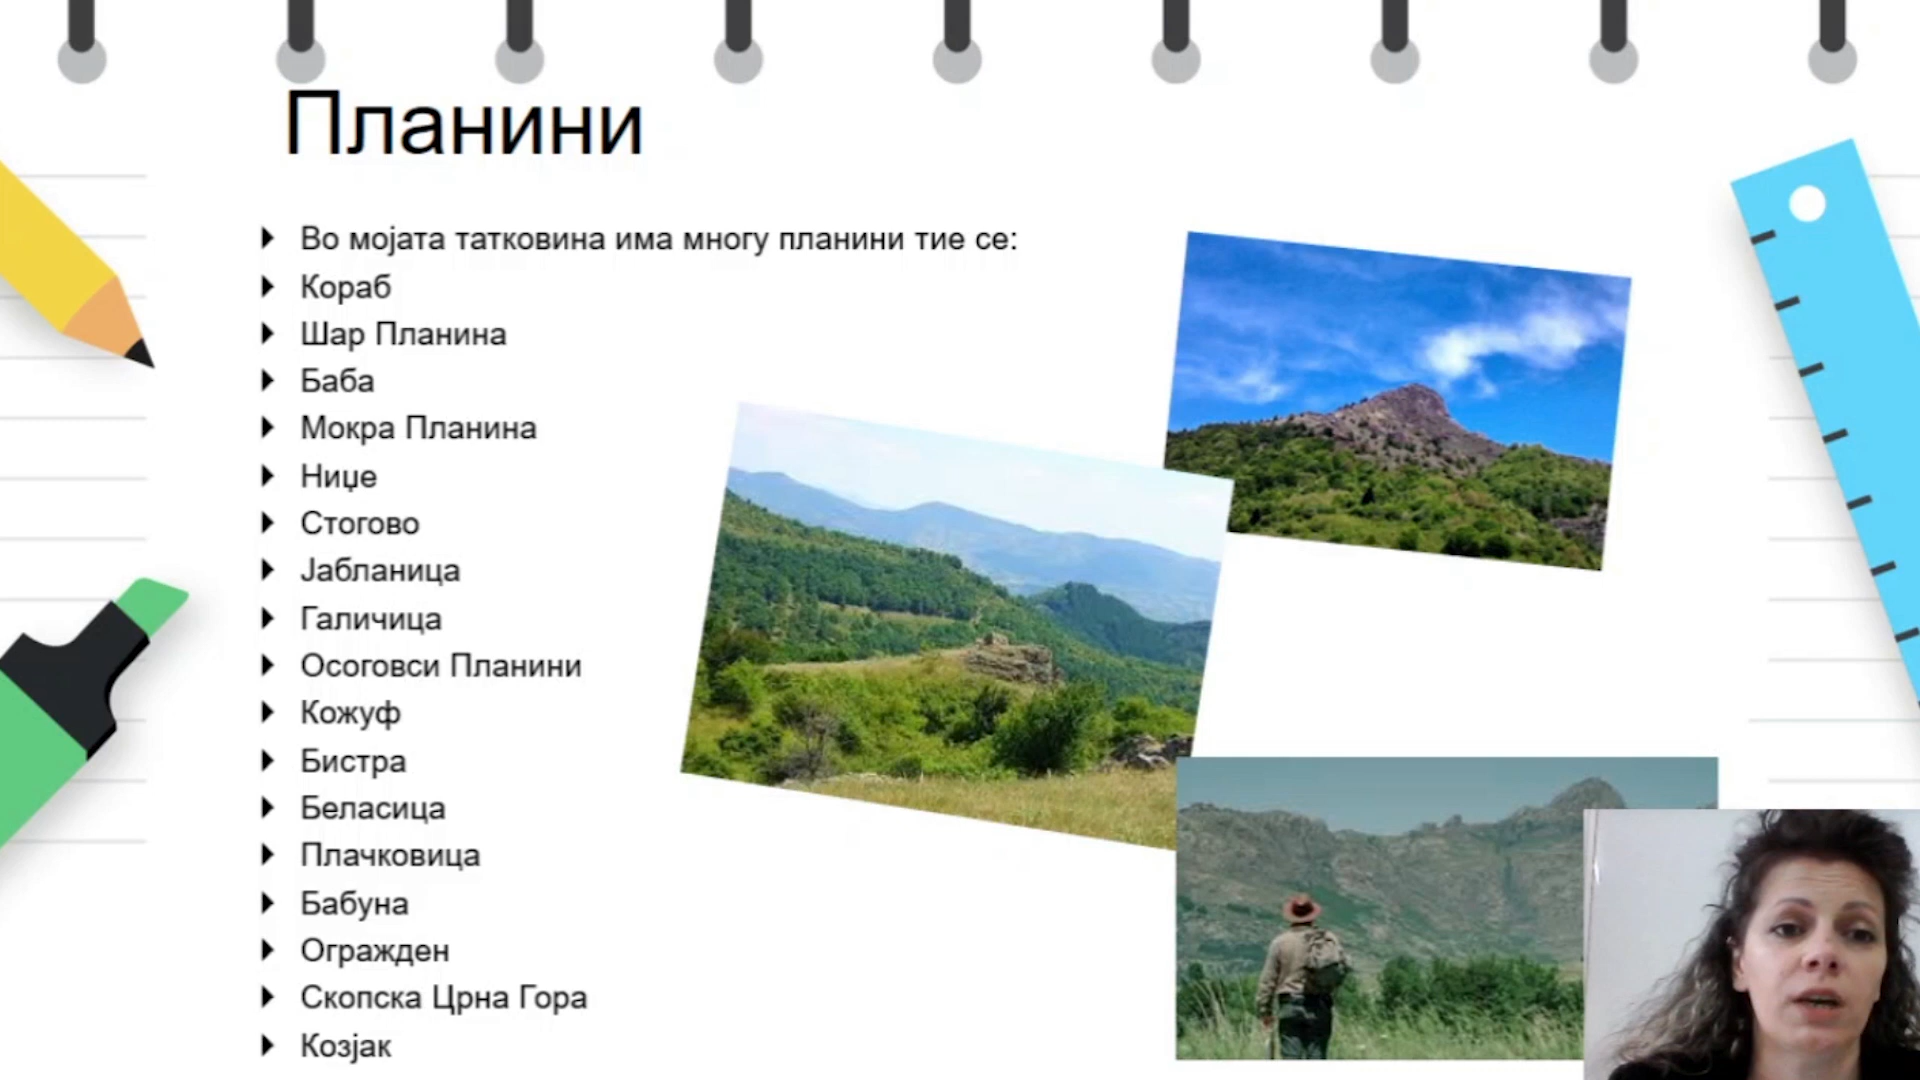 Планини
Во мојата татковина има многу планини тие се:
Кораб
Шар Планина
Баба
Мокра Планина
Ниџе
Стогово
Јабланица
Галичица
Осоговси Планини
Кожуф
Бистра
Беласица
Плачковица
Бабуна
Огражден
Скопска Црна Гора
Козјак